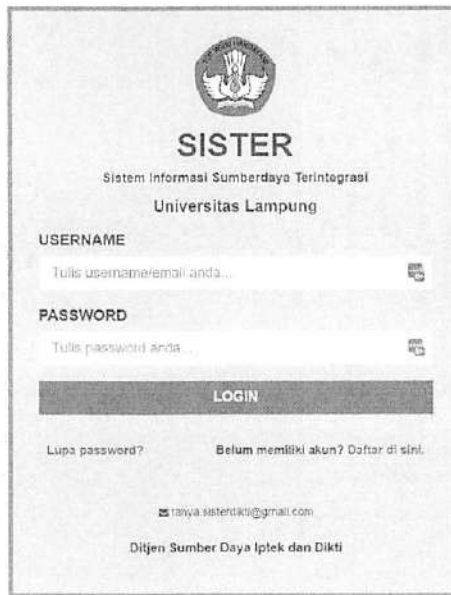 SISTER
Sistem Informasi Sumberdaya Terintegrasi
Universitas Lampung
USERNAME
Tulis username/email anda...
PASSWORD
Tulis password anda...
LOGIN
Lupa password? Belum memiliki akun? Daftar di sini.
tanya.sisterdikti@gmail.com
Ditjen Sumber Daya Iptek dan Dikti